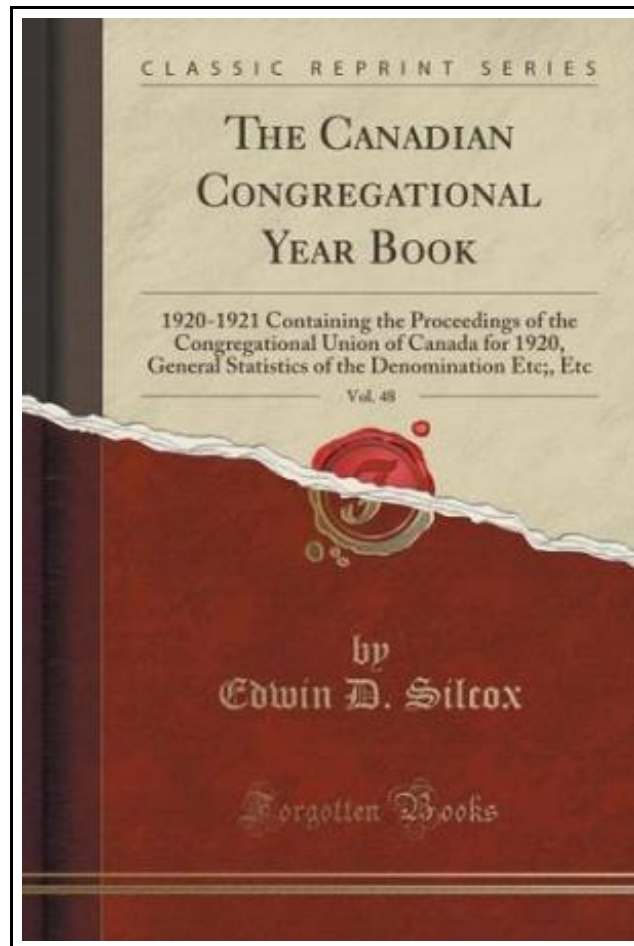 CLASSIC REPRINT SERIES
THE CANADIAN
CONGREGATIONAL
YEAR BOOK
1920-1921 Containing the Proceedings of the
Congregational Union of Canada for 1920,
General Statistics of the Denomination Etc;, Etc
Vol. 48
F
by
Edwin D. Silcox
Forgotten Books